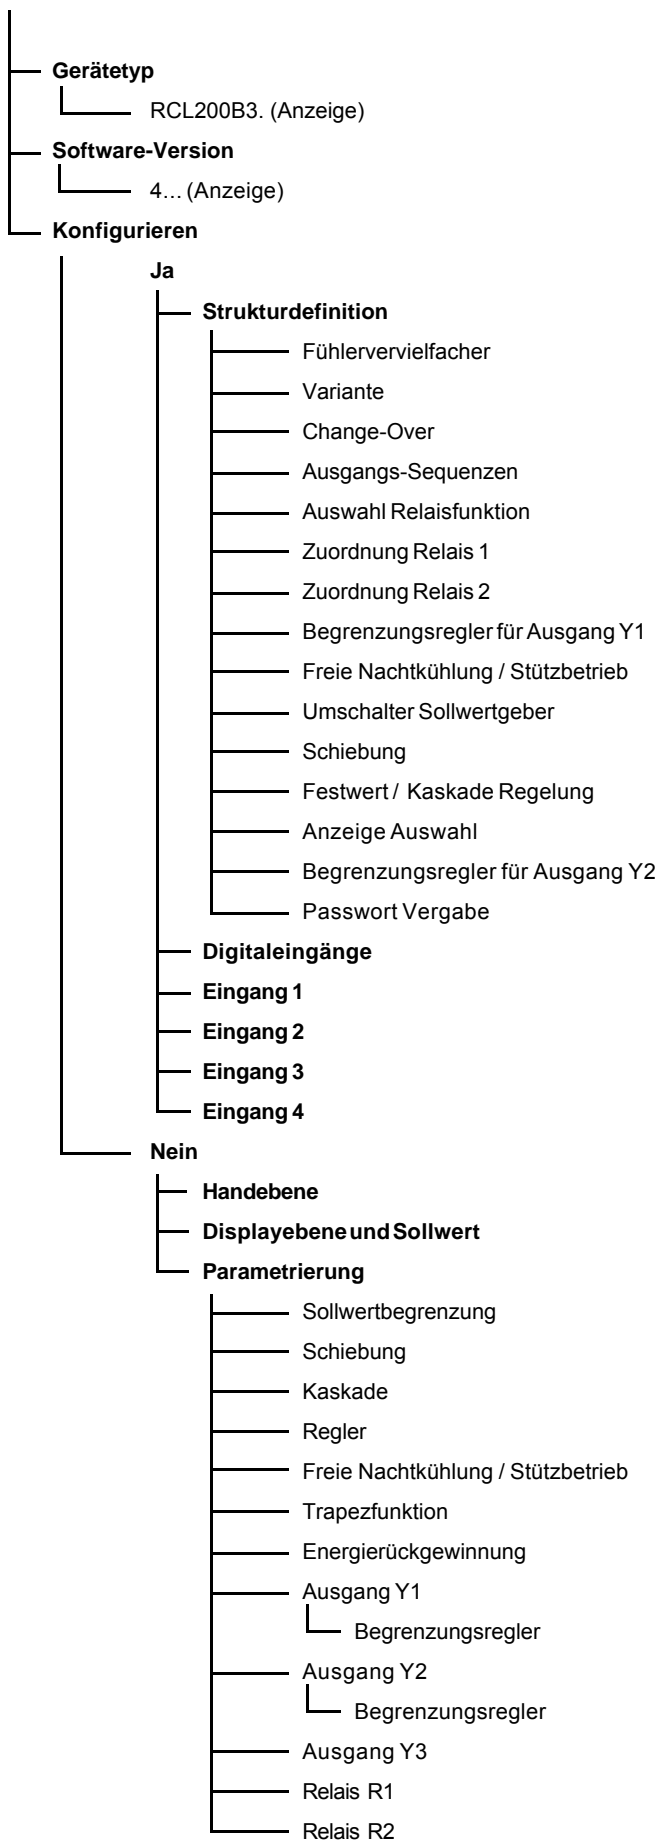 Gerätetyp
RCL200B3. (Anzeige)
Software-Version
4... (Anzeige)
Konfigurieren
Ja
Strukturdefinition
Fühlervervielfacher
Variante
Change-Over
Ausgangs-Sequenzen
Auswahl Relaisfunktion
Zuordnung Relais 1
Zuordnung Relais 2
Begrenzungsregler für Ausgang Y1
Freie Nachtkühlung / Stützbetrieb
Umschalter Sollwertgeber
Schiebung
Festwert / Kaskade Regelung
Anzeige Auswahl
Begrenzungsregler für Ausgang Y2
Passwort Vergabe
Digitaleingänge
Eingang 1
Eingang 2
Eingang 3
Eingang 4
Nein
Handebene
Displayebene und Sollwert
Parametrierung
Sollwertbegrenzung
Schiebung
Kaskade
Regler
Freie Nachtkühlung / Stützbetrieb
Trapezfunktion
Energierückgewinnung
Ausgang Y1
Begrenzungsregler
Ausgang Y2
Begrenzungsregler
Ausgang Y3
Relais R1
Relais R2